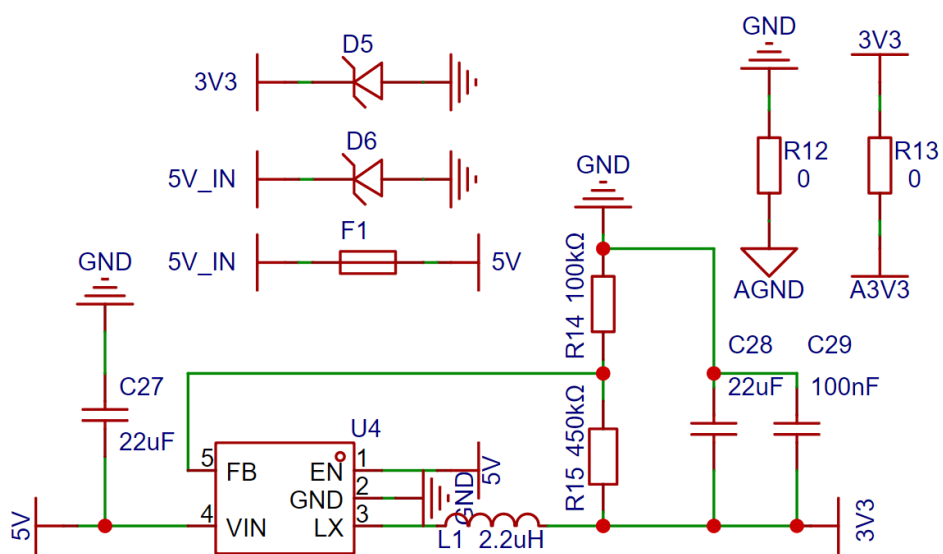 D5
3V3
D6
5V_IN
F1
5V_IN
5V
GND
3V3
R12
0
R13
0
AGND
A3V3
GND
GND
R14 100kΩ
C27
22uF
C28
22uF
C29
100nF
R15 450kΩ
U4
5
FB
EN
1
GND
2
4
VIN
LX
3
5V
GND
5V
L1
2.2uH
3V3